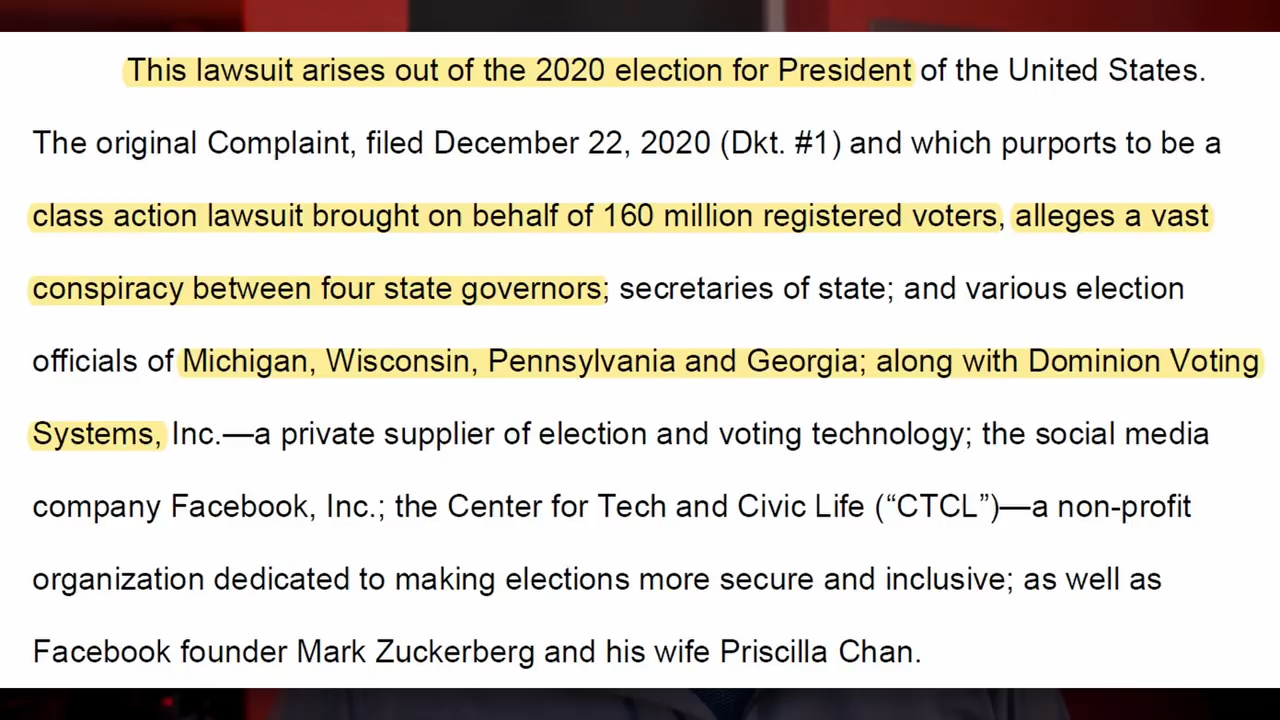 This lawsuit arises out of the 2020 election for President of the United States.
The original Complaint, filed December 22, 2020 (Dkt. #1) and which purports to be a
class action lawsuit brought on behalf of 160 million registered voters, alleges a vast
conspiracy between four state governors; secretaries of state; and various election
officials of Michigan, Wisconsin, Pennsylvania and Georgia; along with Dominion Voting
Systems, Inc.—a private supplier of election and voting technology; the social media
company Facebook, Inc.; the Center for Tech and Civic Life (“CTCL”)—a non-profit
organization dedicated to making elections more secure and inclusive; as well as
Facebook founder Mark Zuckerberg and his wife Priscilla Chan.